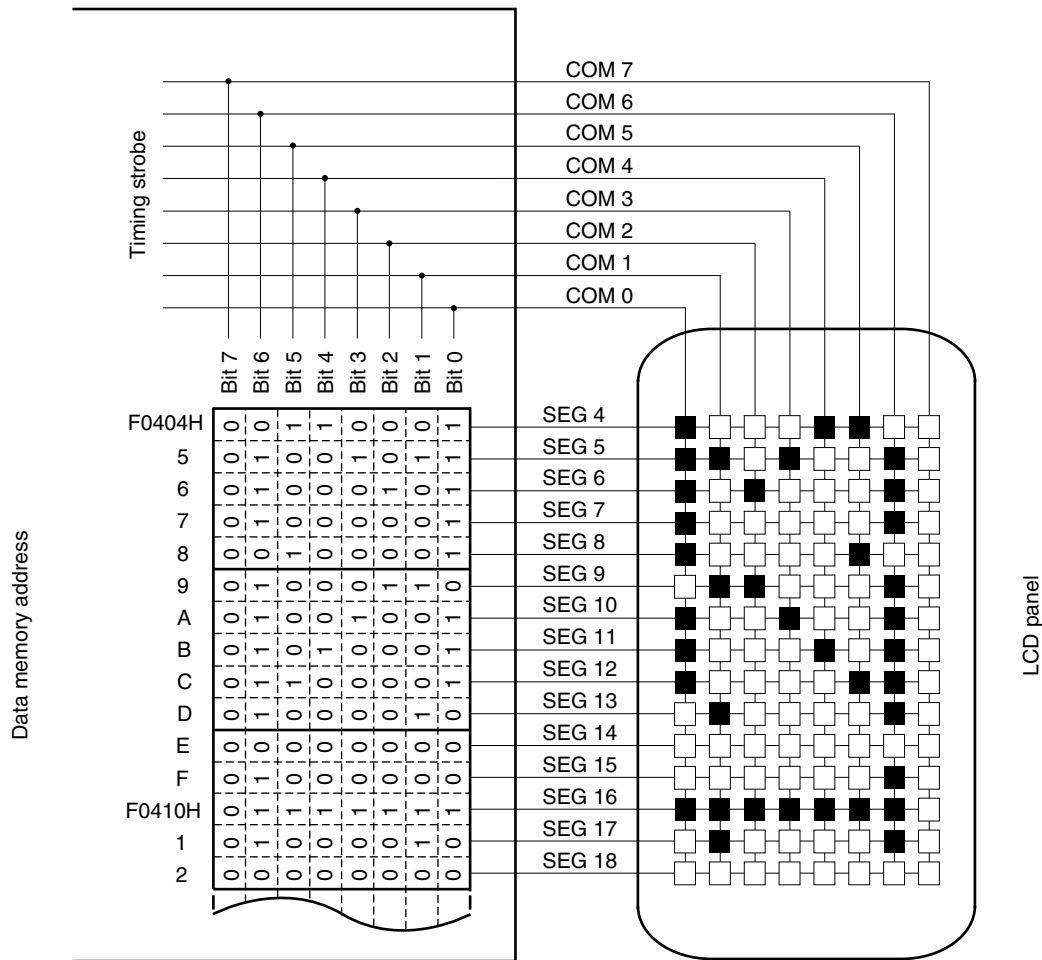 COM 7
COM 6
COM 5
COM 4
COM 3
COM 2
COM 1
COM 0
Timing strobe
Bit 7 Bit 6 Bit 5 Bit 4 Bit 3 Bit 2 Bit 1 Bit 0
F0404H 0 0 1 1 0 0 0 1 SEG 4
5 0 1 0 0 1 0 1 1 SEG 5
6 0 1 0 0 0 1 0 1 SEG 6
7 0 1 0 0 0 0 0 1 SEG 7
8 0 0 1 0 0 0 0 1 SEG 8
9 0 1 0 0 0 1 1 0 SEG 9
A 0 1 0 0 1 0 0 1 SEG 10
B 0 1 0 1 0 0 0 1 SEG 11
C 0 1 1 0 0 0 0 1 SEG 12
D 0 1 0 0 0 0 1 0 SEG 13
E 0 0 0 0 0 0 0 0 SEG 14
F 0 1 0 0 0 0 0 0 SEG 15
F0410H 0 1 1 1 1 1 1 1 SEG 16
1 0 1 0 0 0 0 1 0 SEG 17
2 0 0 0 0 0 0 0 0 SEG 18
Data memory address
LCD panel